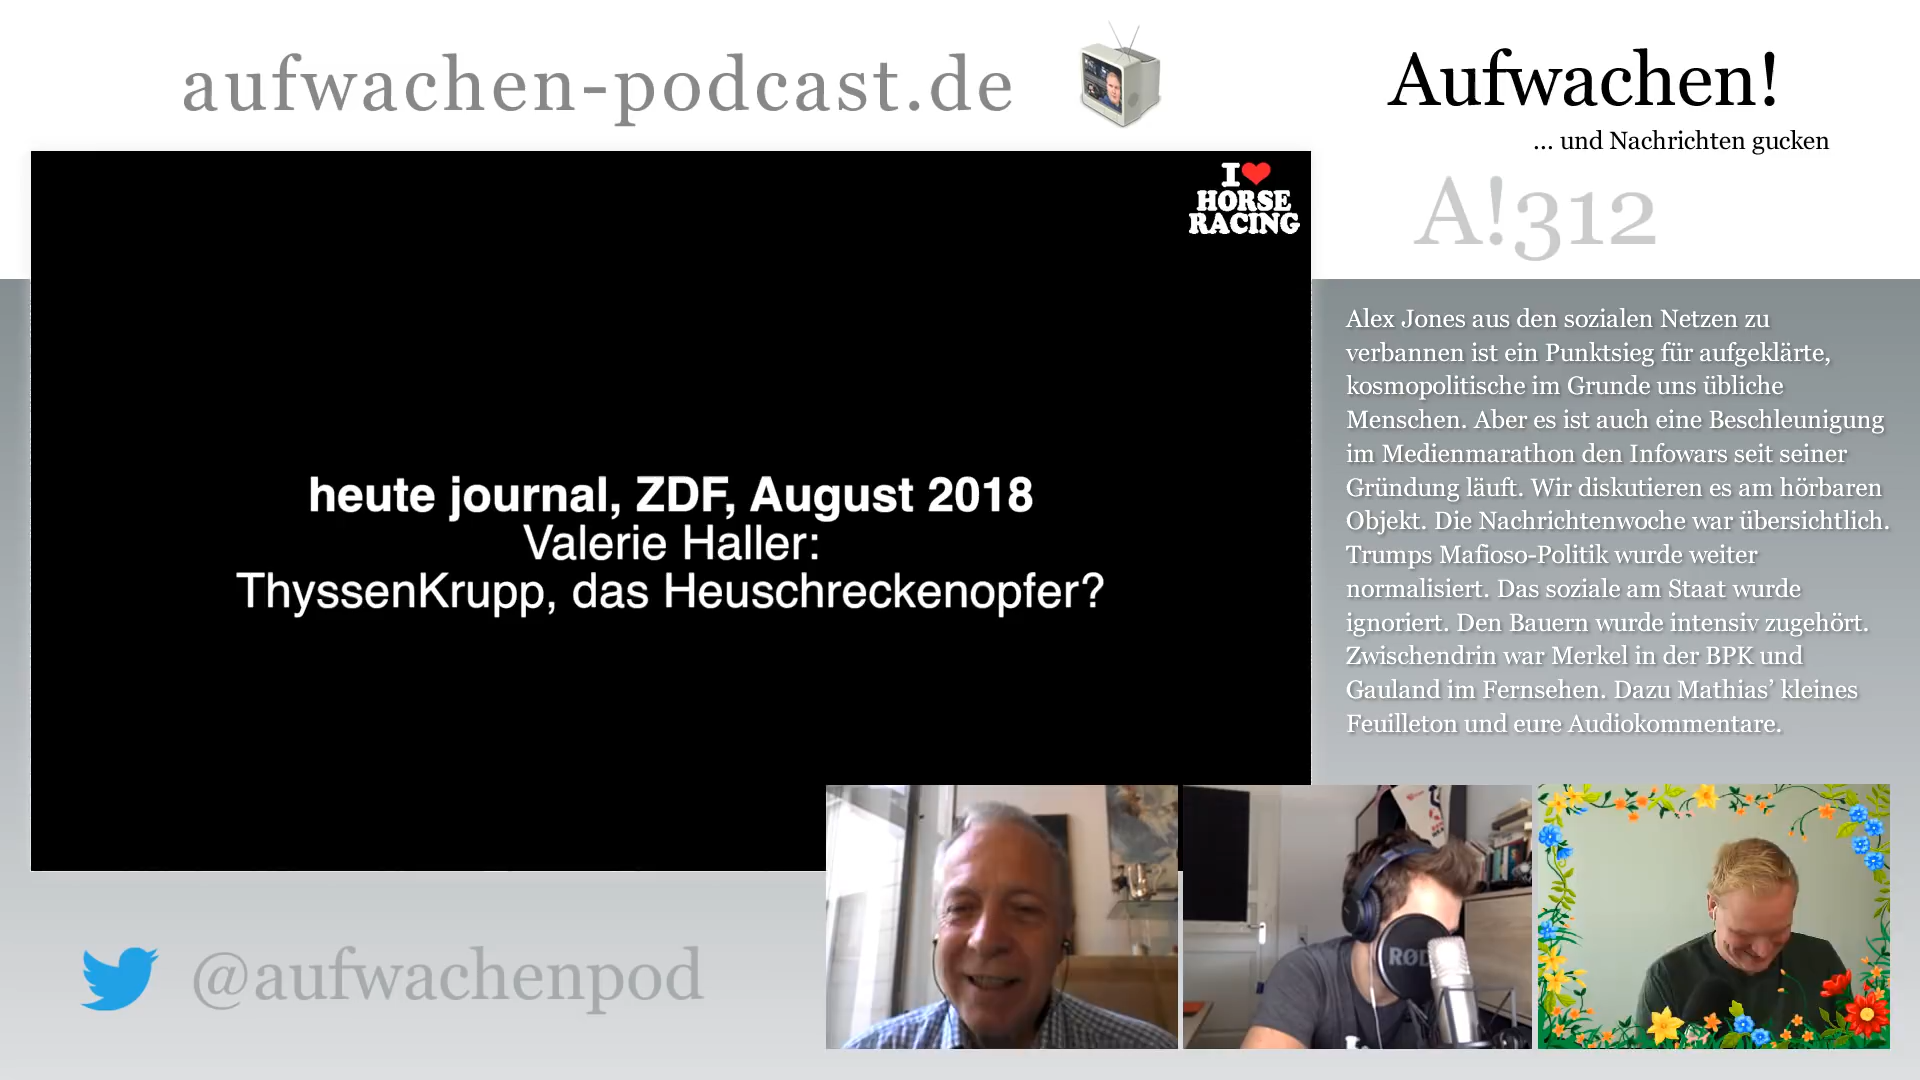 aufwachen-podcast.de
Aufwachen!
... und Nachrichten gucken
A!312
I
HORSE
RACING
heute journal, ZDF, August 2018
Valerie Haller:
ThyssenKrupp, das Heuschreckenopfer?
Alex Jones aus den sozialen Netzen zu
verbannen ist ein Punktsieg für aufgeklärte,
kosmopolitische im Grunde uns übliche
Menschen. Aber es ist auch eine Beschleunigung
im Medienmarathon den Infowars seit seiner
Gründung läuft. Wir diskutieren es am hörbaren
Objekt. Die Nachrichtenwoche war übersichtlich.
Trumps Mafioso-Politik wurde weiter
normalisiert. Das soziale am Staat wurde
ignoriert. Den Bauern wurde intensiv zugehört.
Zwischendrin war Merkel in der BPK und
Gauland im Fernsehen. Dazu Mathias’ kleines
Feuilleton und eure Audiokommentare.
RØD
@aufwachenpod